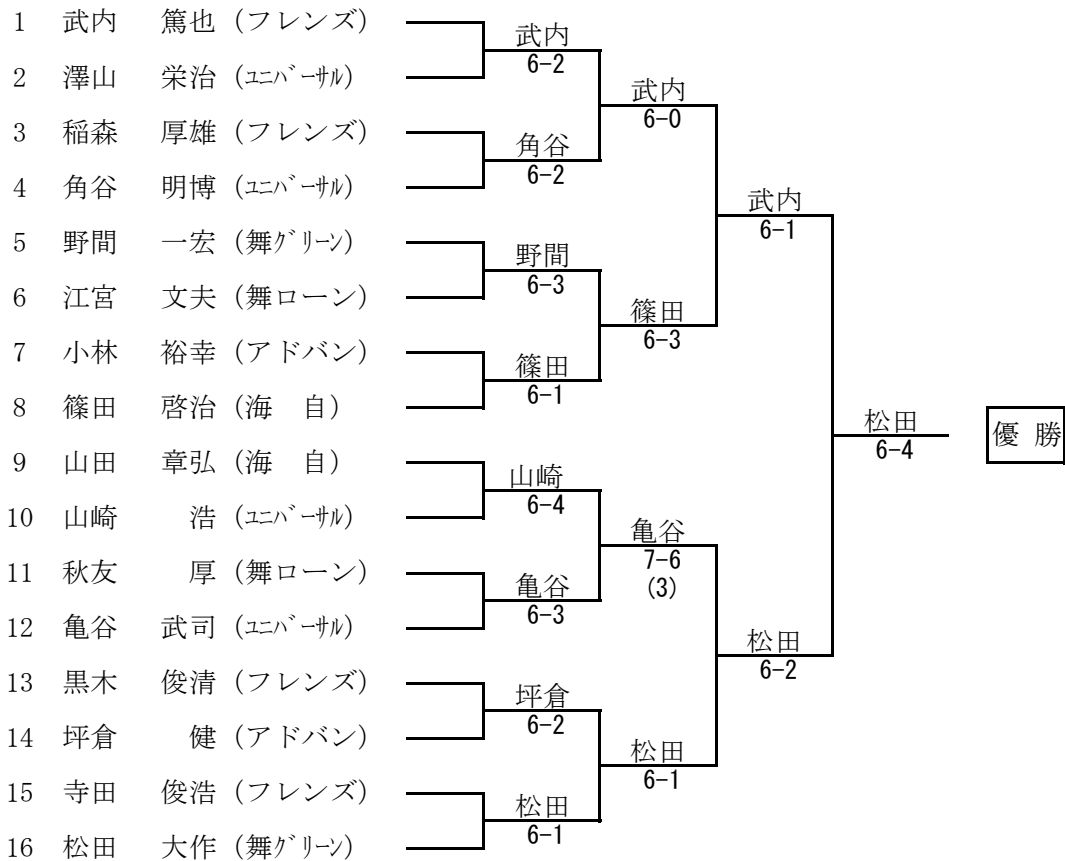 1 武内 篤也 (フレンズ)
2 澤山 栄治 (ﾕﾆﾊﾞｰｻﾙ)
3 稲森 厚雄 (フレンズ)
4 角谷 明博 (ﾕﾆﾊﾞｰｻﾙ)
5 野間 一宏 (舞ｸﾞﾘｰﾝ)
6 江宮 文夫 (舞ローン)
7 小林 裕幸 (アドバン)
8 篠田 啓治 (海 自)
9 山田 章弘 (海 自)
10 山崎 浩 (ﾕﾆﾊﾞｰｻﾙ)
11 秋友 厚 (舞ローン)
12 亀谷 武司 (ﾕﾆﾊﾞｰｻﾙ)
13 黒木 俊清 (フレンズ)
14 坪倉 健 (アドバン)
15 寺田 俊浩 (フレンズ)
16 松田 大作 (舞ｸﾞﾘｰﾝ)
武内
6-2
角谷
6-2
野間
6-3
篠田
6-1
山崎
6-4
亀谷
6-3
坪倉
6-2
松田
6-1
武内
6-0
篠田
6-3
亀谷
7-6
(3)
松田
6-1
武内
6-1
松田
6-2
松田
6-4
優 勝